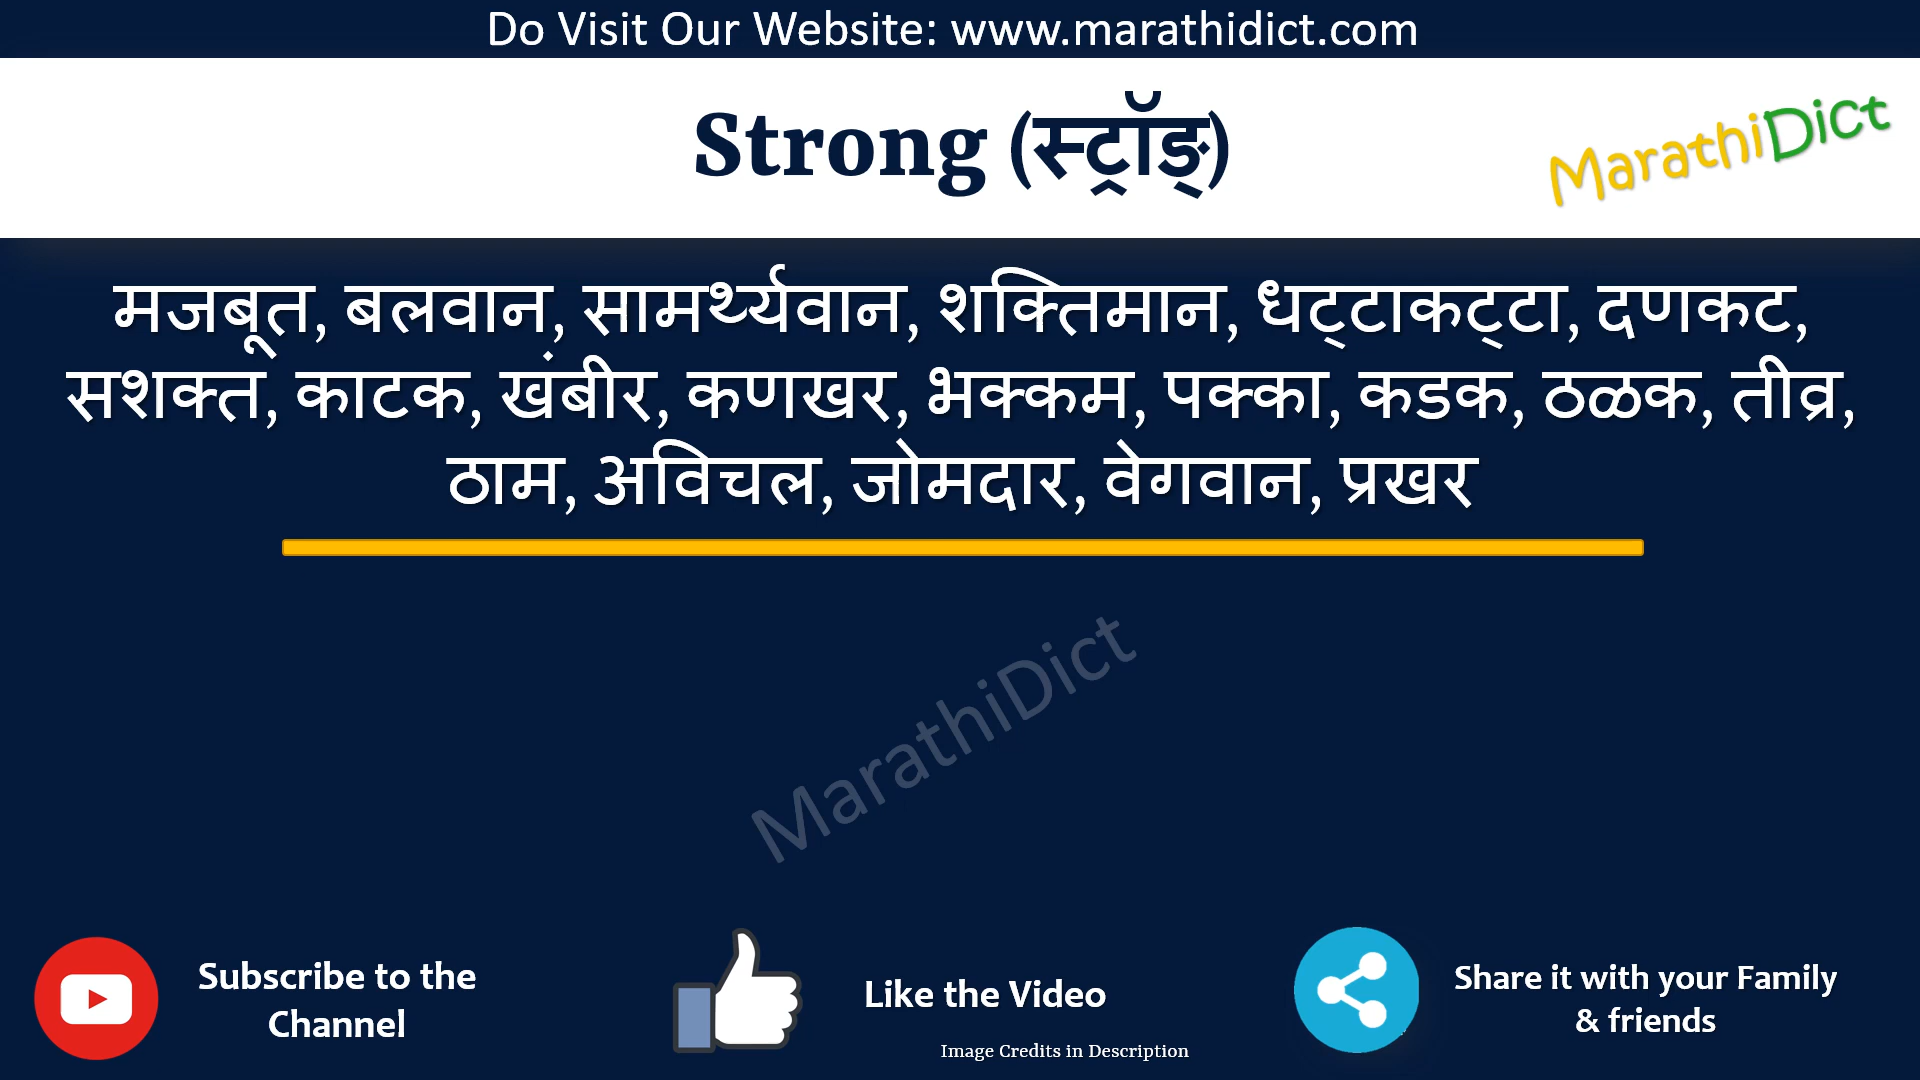 Do Visit Our Website: www.marathidict.com
Strong (स्ट्रॉङ्)
MarathiDict
मजबूत, बलवान, सामर्थ्यवान, शक्तिमान, धट्‌टाकट्‌टा, दणकट,
सशक्त, काटक, खंबीर, कणखर, भक्कम, पक्का, कडक, ठळक, तीव्र,
ठाम, अविचल, जोमदार, वेगवान, प्रखर
MarathiDict
Subscribe to the
Channel
Like the Video
Share it with your Family
& friends
Image Credits in Description